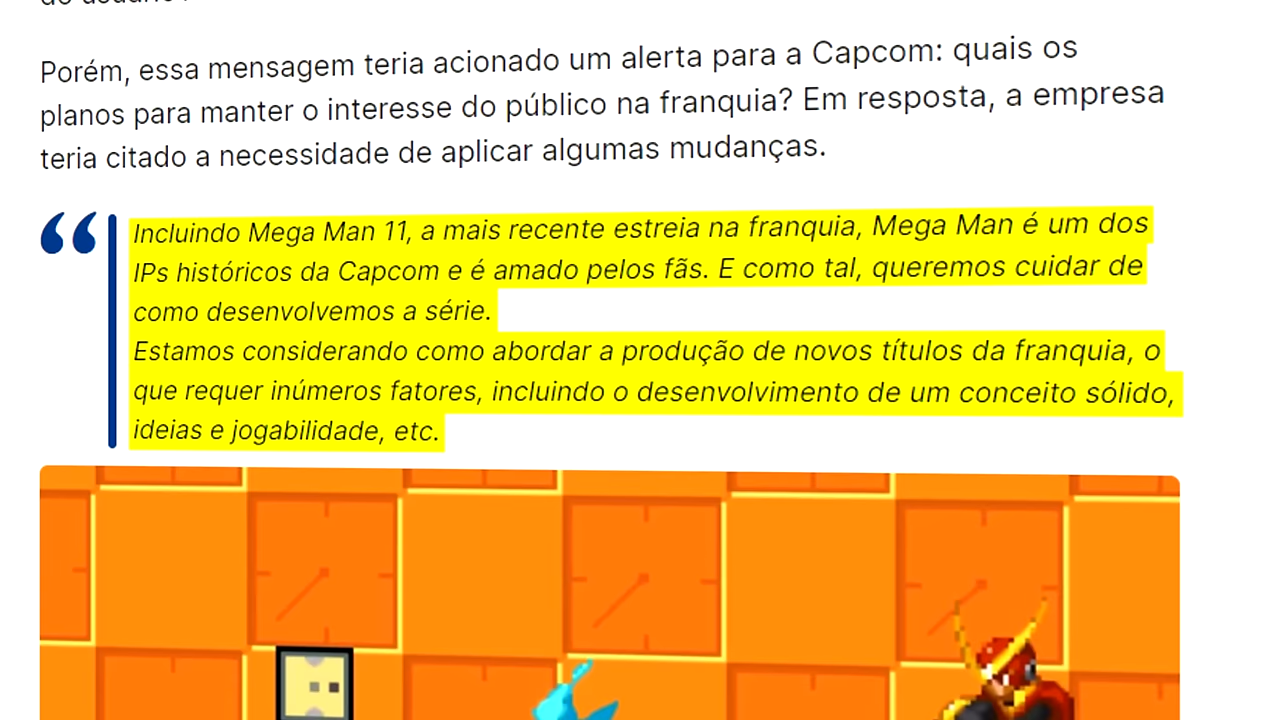 Porém, essa mensagem teria acionado um alerta para a Capcom: quais os
planos para manter o interesse do público na franquia? Em resposta, a empresa
teria citado a necessidade de aplicar algumas mudanças.
Incluindo Mega Man 11, a mais recente estreia na franquia, Mega Man é um dos
IPs históricos da Capcom e é amado pelos fãs. E como tal, queremos cuidar de
como desenvolvemos a série.
Estamos considerando como abordar a produção de novos títulos da franquia, o
que requer inúmeros fatores, incluindo o desenvolvimento de um conceito sólido,
ideias e jogabilidade, etc.